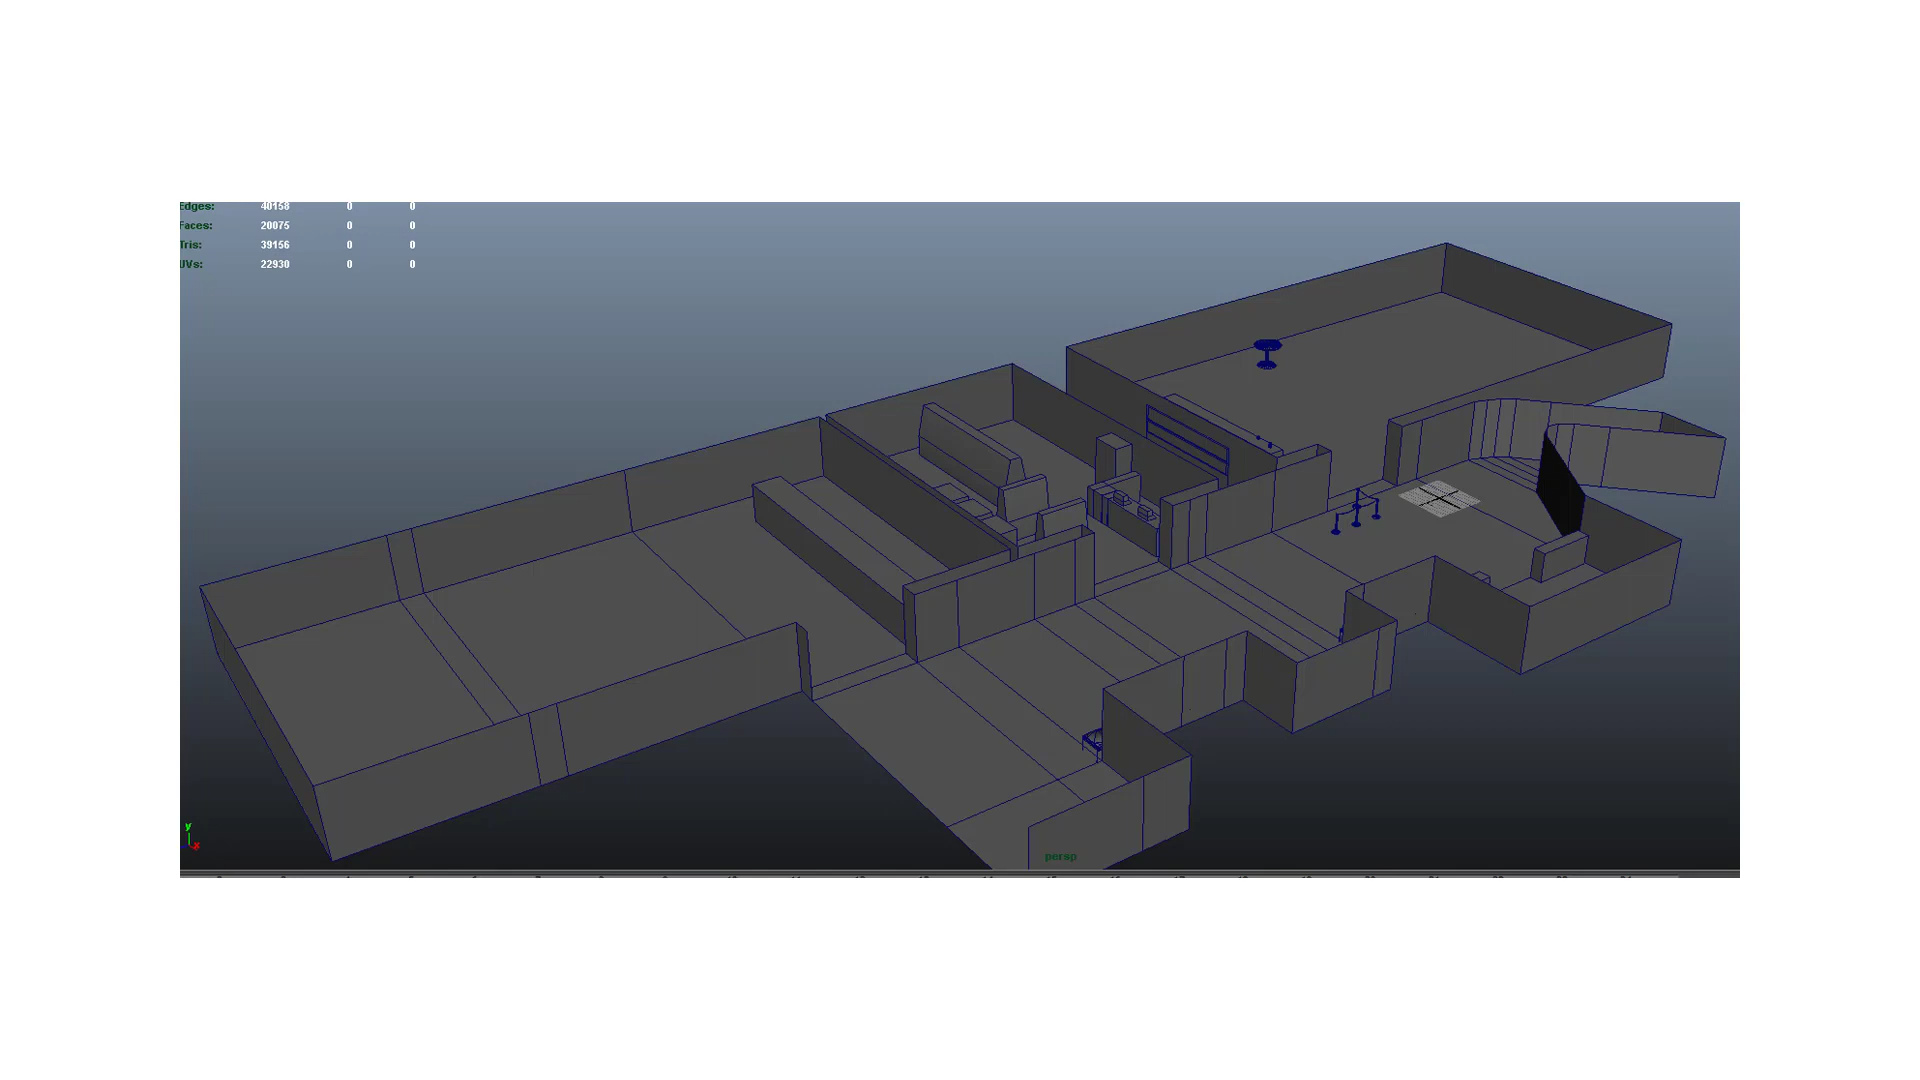 Edges: 40158 0 0
Faces: 20075 0 0
Tris: 39156 0 0
UVs: 22930 0 0
y
x
persp